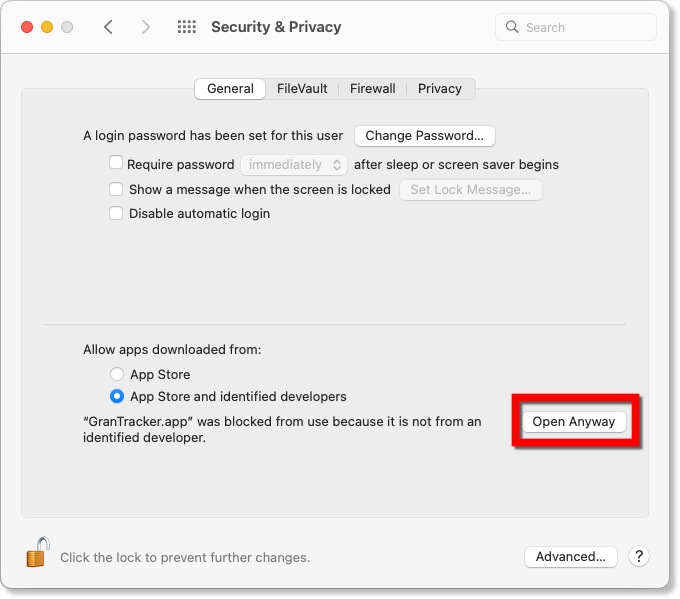 Security & Privacy
Search
General FileVault Firewall Privacy
A login password has been set for this user Change Password...
Require password immediately after sleep or screen saver begins
Show a message when the screen is locked Set Lock Message...
Disable automatic login
Allow apps downloaded from:
App Store
App Store and identified developers
“GranTracker.app” was blocked from use because it is not from an
identified developer.
Open Anyway
Click the lock to prevent further changes.
Advanced...
?